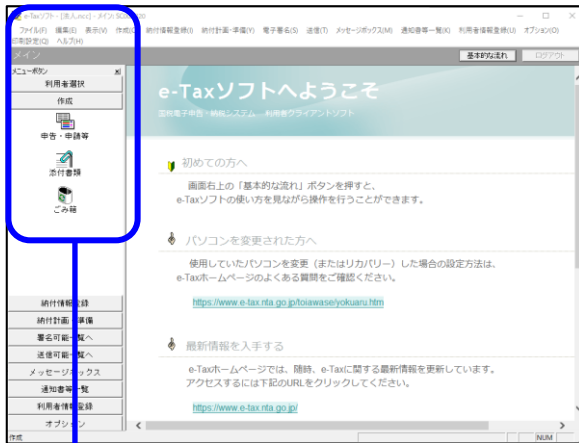 e-Taxソフト - [法人.ncc] - メイン: SC00
ファイル(F) 編集(E) 表示(V) 作成(C) 納付情報登録(I) 納付計画・準備(Y) 電子署名(S) 送信(T) メッセージボックス(M) 通知書等一覧(K) 利用者情報登録(U) オプション(O)
印刷設定(Q) ヘルプ(H)
メイン
基本的な流れ
ログアウト
メニューボタン
利用者選択
作成
申告・申請等
添付書類
ごみ箱
納付情報登録
納付計画・準備
署名可能一覧へ
送信可能一覧へ
メッセージボックス
通知書等一覧
利用者情報登録
オプション
e-Taxソフトへようこそ
国税電子申告・納税システム 利用者クライアントソフト
初めての方へ
画面右上の「基本的な流れ」ボタンを押すと、
e-Taxソフトの使い方を見ながら操作を行うことができます。
パソコンを変更された方へ
使用していたパソコンを変更（またはリカバリー）した場合の設定方法は、
e-Taxホームページのよくある質問をご確認ください。
https://www.e-tax.nta.go.jp/toiawase/yokuaru.htm
最新情報を入手する
e-Taxホームページでは、随時、e-Taxに関する最新情報を更新しています。
アクセスするには下記のURLをクリックしてください。
https://www.e-tax.nta.go.jp/
作成
NUM